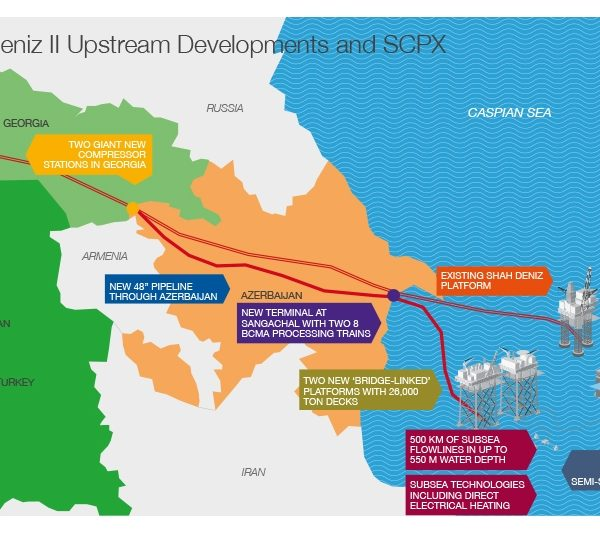 eniz II Upstream Developments and SCPX
RUSSIA
CASPIAN SEA
GEORGIA
TWO GIANT NEW
COMPRESSOR
STATIONS IN GEORGIA
ARMENIA
NEW 48" PIPELINE
THROUGH AZERBAIJAN
AZERBAIJAN
EXISTING SHAH DENIZ
PLATFORM
NEW TERMINAL AT
SANGACHAL WITH TWO 8
BCMA PROCESSING TRAINS
AN
TURKEY
TWO NEW ‘BRIDGE-LINKED’
PLATFORMS WITH 26,000
TON DECKS
500 KM OF SUBSEA
FLOWLINES IN UP TO
550 M WATER DEPTH
IRAN
SEMI-S
SUBSEA TECHNOLOGIES
INCLUDING DIRECT
ELECTRICAL HEATING